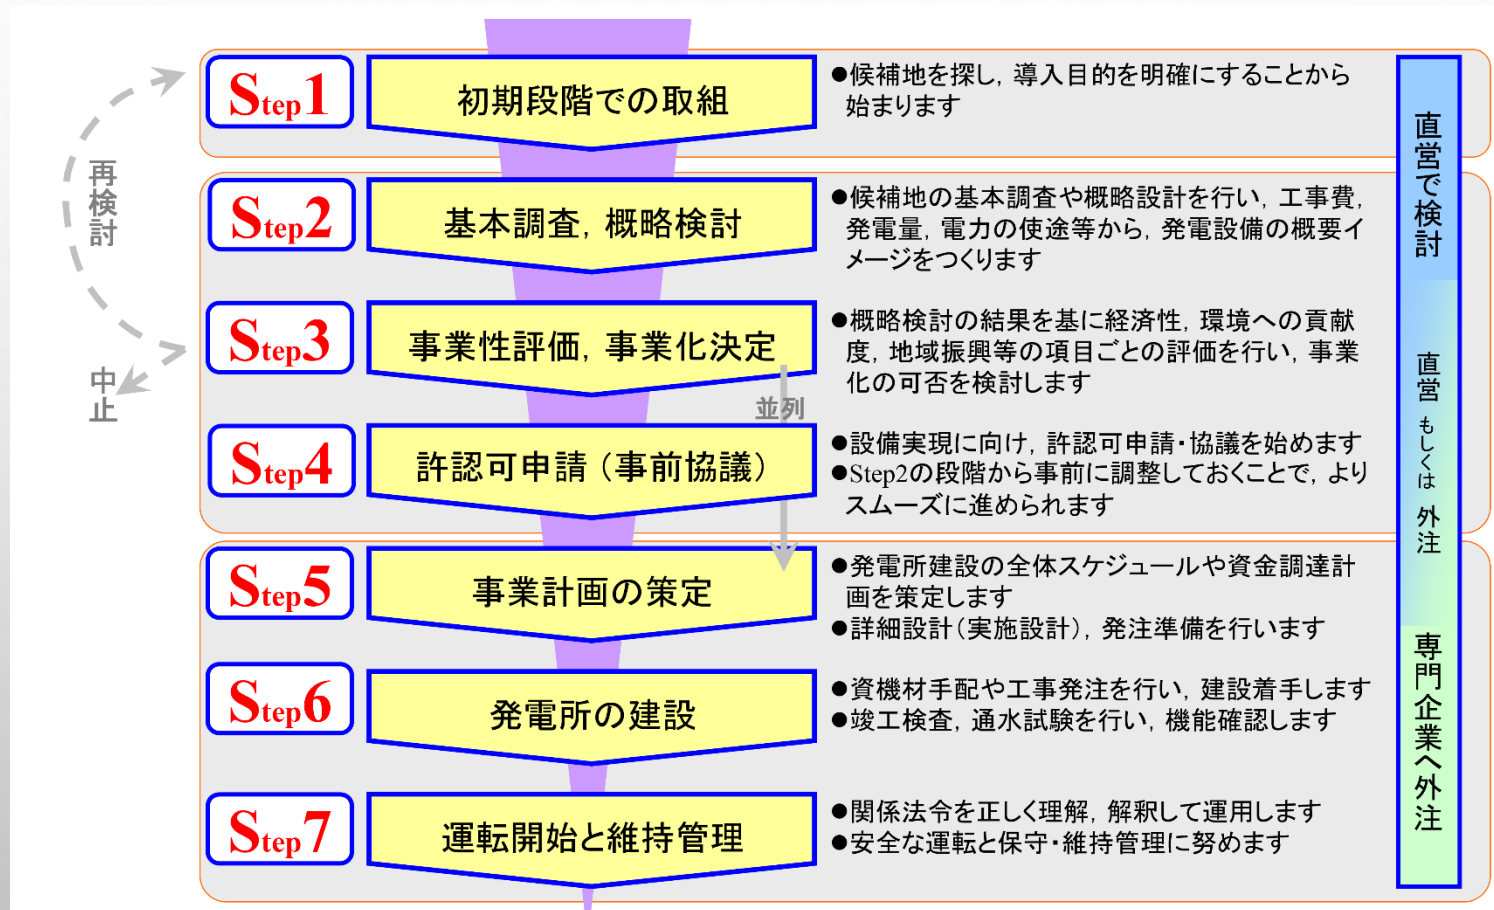 Step1
初期段階での取組
●候補地を探し，導入目的を明確にすることから
始まります
Step2
基本調査，概略検討
●候補地の基本調査や概略設計を行い，工事費，
発電量，電力の使途等から，発電設備の概要イ
メージをつくります
Step3
事業性評価，事業化決定
●概略検討の結果を基に経済性，環境への貢献
度，地域振興等の項目ごとの評価を行い，事業
化の可否を検討します
並列
Step4
許認可申請（事前協議）
●設備実現に向け，許認可申請・協議を始めます
●Step2の段階から事前に調整しておくことで，より
スムーズに進められます
Step5
事業計画の策定
●発電所建設の全体スケジュールや資金調達計
画を策定します
●詳細設計（実施設計），発注準備を行います
Step6
発電所の建設
●資機材手配や工事発注を行い，建設着手します
●竣工検査，通水試験を行い，機能確認します
Step7
運転開始と維持管理
●関係法令を正しく理解，解釈して運用します
●安全な運転と保守・維持管理に努めます
再検討
中止
直営で検討
直営 もしくは 外注
専門企業へ外注